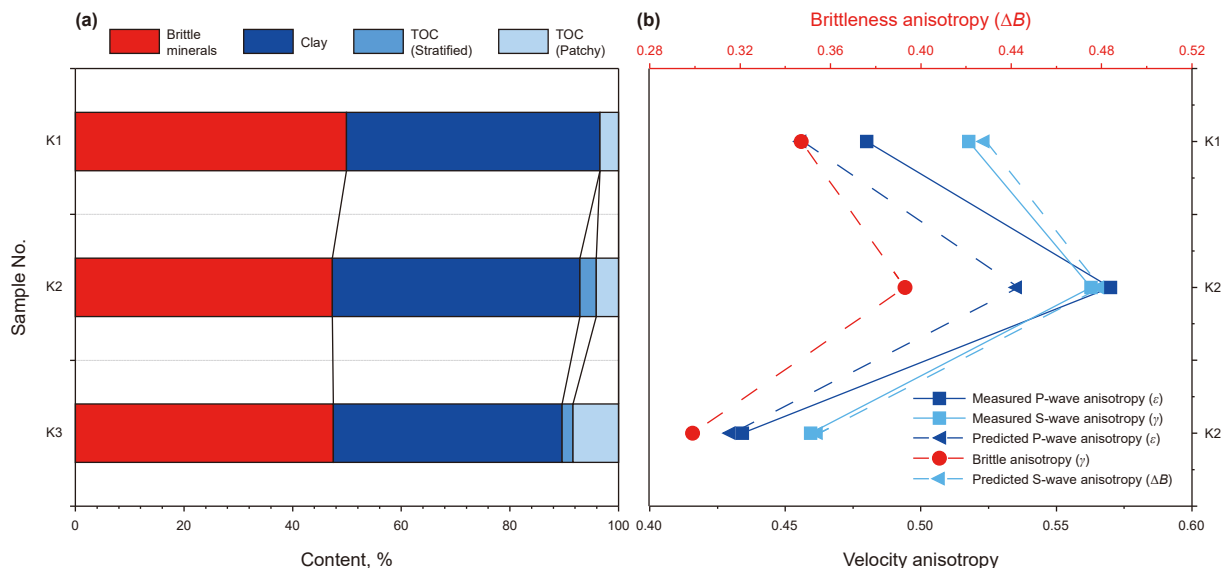 (a)
Brittle
minerals
Clay
TOC
(Stratified)
TOC
(Patchy)
Sample No.
K1
K2
K3
0
20
40
60
80
100
Content, %
(b)
Brittleness anisotropy (ΔB)
0.28
0.32
0.36
0.40
0.44
0.48
0.52
K1
K2
K2
Measured P-wave anisotropy (ε)
Measured S-wave anisotropy (γ)
Predicted P-wave anisotropy (ε)
Brittle anisotropy (γ)
Predicted S-wave anisotropy (ΔB)
0.40
0.45
0.50
0.55
0.60
Velocity anisotropy